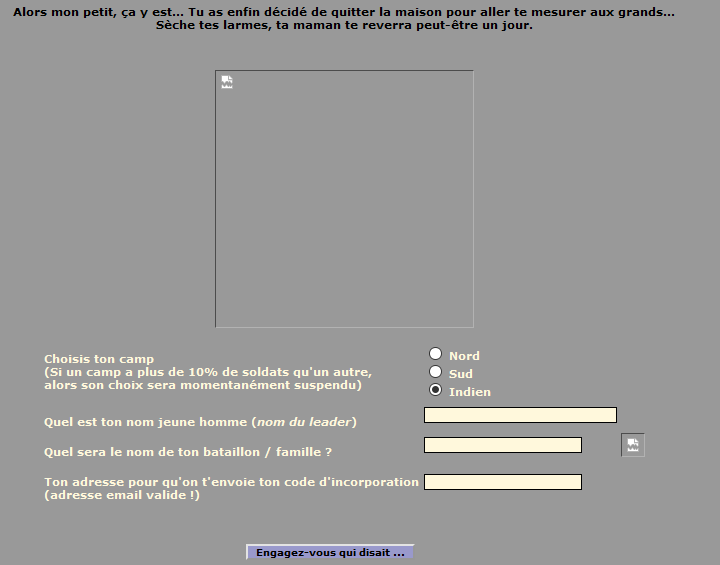 Alors mon petit, ça y est... Tu as enfin décidé de quitter la maison pour aller te mesurer aux grands...
Sèche tes larmes, ta maman te reverra peut-être un jour.
Choisis ton camp
(Si un camp a plus de 10% de soldats qu'un autre,
alors son choix sera momentanément suspendu)
Nord
Sud
Indien
Quel est ton nom jeune homme (nom du leader)
Quel sera le nom de ton bataillon / famille ?
Ton adresse pour qu'on t'envoie ton code d'incorporation
(adresse email valide !)
Engagez-vous qui disait ...